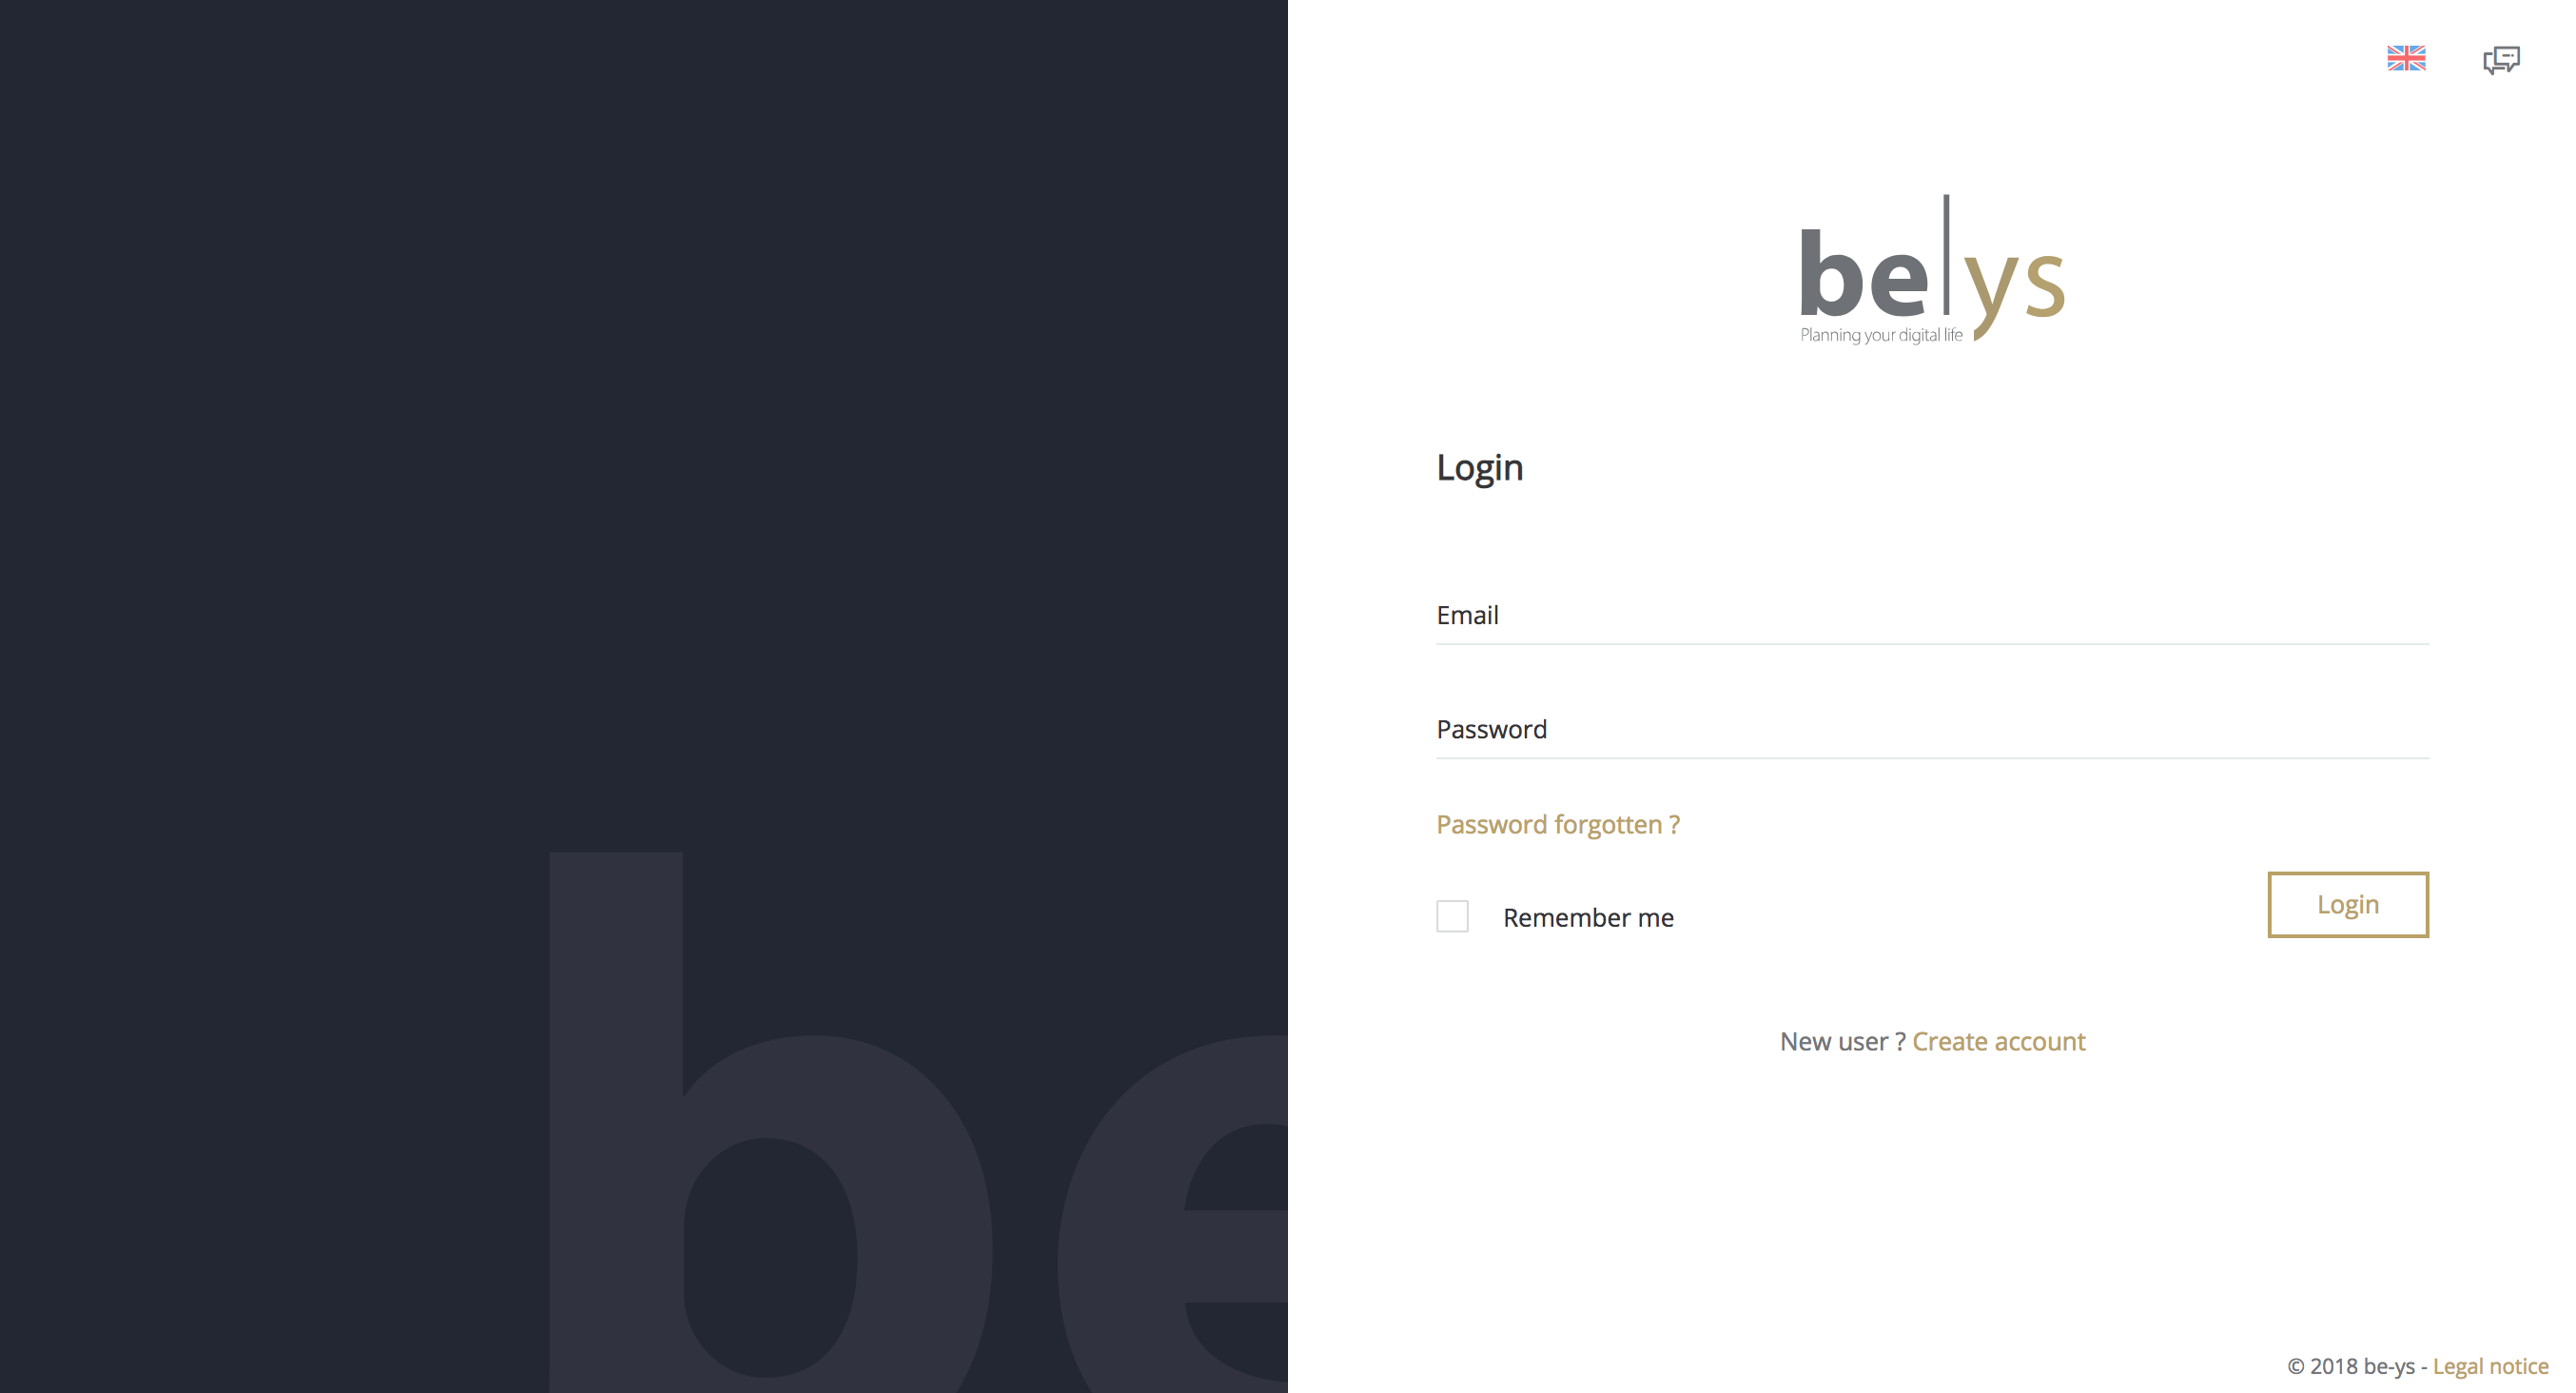 be ys
Planning your digital life
Login
Email
Password
Password forgotten ?
Remember me
Login
New user ? Create account
be
© 2018 be-ys - Legal notice